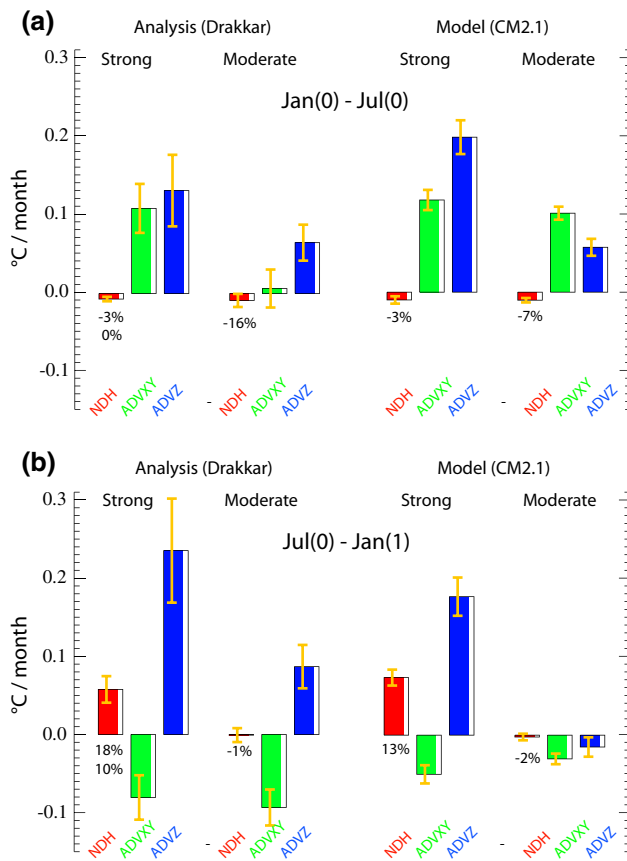 (a)
Analysis (Drakkar) Model (CM2.1)
Strong Moderate Strong Moderate
Jan(0) - Jul(0)
°C / month
0.3
0.2
0.1
0.0
-0.1
-3%
0%
-16%
-3%
-7%
NDH ADVXY ADVZ - NDH ADVXY ADVZ NDH ADVXY ADVZ - NDH ADVXY ADVZ
(b)
Analysis (Drakkar) Model (CM2.1)
Strong Moderate Strong Moderate
Jul(0) - Jan(1)
°C / month
0.3
0.2
0.1
0.0
-0.1
18%
10%
-1%
13%
-2%
NDH ADVXY ADVZ - NDH ADVXY ADVZ NDH ADVXY ADVZ - NDH ADVXY ADVZ